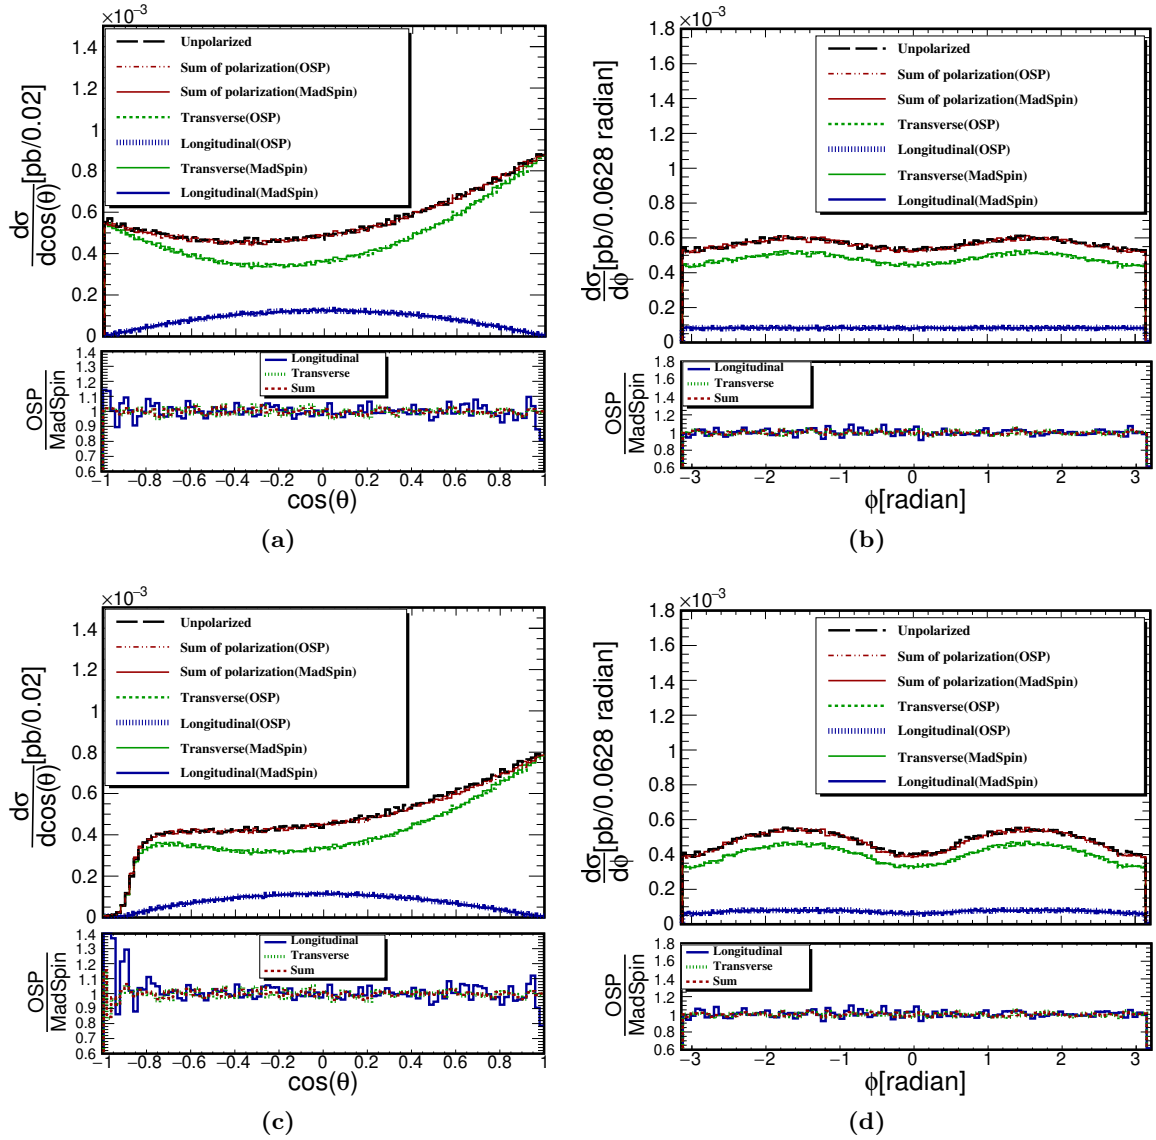 ×10⁻³
1.4
1.2
1
0.8
0.6
0.4
0.2
0
dσ/dcos(θ)[pb/0.02]
Unpolarized
Sum of polarization(OSP)
Sum of polarization(MadSpin)
Transverse(OSP)
Longitudinal(OSP)
Transverse(MadSpin)
Longitudinal(MadSpin)
1.4
1.3
1.2
1.1
1
0.9
0.8
0.7
0.6
OSP/MadSpin
Longitudinal
Transverse
Sum
−1 −0.8 −0.6 −0.4 −0.2 0 0.2 0.4 0.6 0.8 1
cos(θ)
(a)
×10⁻³
1.8
1.6
1.4
1.2
1
0.8
0.6
0.4
0.2
0
dσ/dϕ[pb/0.0628 radian]
Unpolarized
Sum of polarization(OSP)
Sum of polarization(MadSpin)
Transverse(OSP)
Longitudinal(OSP)
Transverse(MadSpin)
Longitudinal(MadSpin)
1.8
1.6
1.4
1.2
1
0.8
0.6
OSP/MadSpin
Longitudinal
Transverse
Sum
−3 −2 −1 0 1 2 3
ϕ[radian]
(b)
×10⁻³
1.4
1.2
1
0.8
0.6
0.4
0.2
0
dσ/dcos(θ)[pb/0.02]
Unpolarized
Sum of polarization(OSP)
Sum of polarization(MadSpin)
Transverse(OSP)
Longitudinal(OSP)
Transverse(MadSpin)
Longitudinal(MadSpin)
1.4
1.3
1.2
1.1
1
0.9
0.8
0.7
0.6
OSP/MadSpin
Longitudinal
Transverse
Sum
−1 −0.8 −0.6 −0.4 −0.2 0 0.2 0.4 0.6 0.8 1
cos(θ)
(c)
×10⁻³
1.8
1.6
1.4
1.2
1
0.8
0.6
0.4
0.2
0
dσ/dϕ[pb/0.0628 radian]
Unpolarized
Sum of polarization(OSP)
Sum of polarization(MadSpin)
Transverse(OSP)
Longitudinal(OSP)
Transverse(MadSpin)
Longitudinal(MadSpin)
1.8
1.6
1.4
1.2
1
0.8
0.6
OSP/MadSpin
Longitudinal
Transverse
Sum
−3 −2 −1 0 1 2 3
ϕ[radian]
(d)